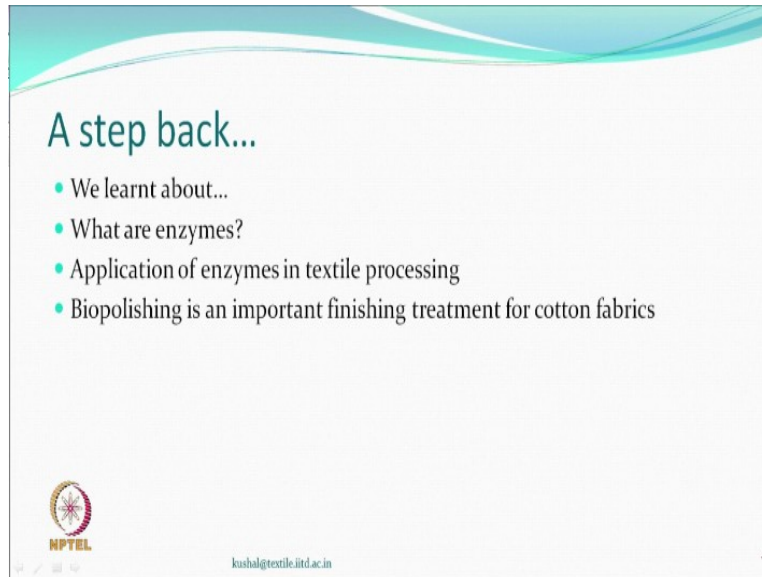 A step back...
We learnt about...
What are enzymes?
Application of enzymes in textile processing
Biopolishing is an important finishing treatment for cotton fabrics
NPTEL
kushal@textile.iitd.ac.in